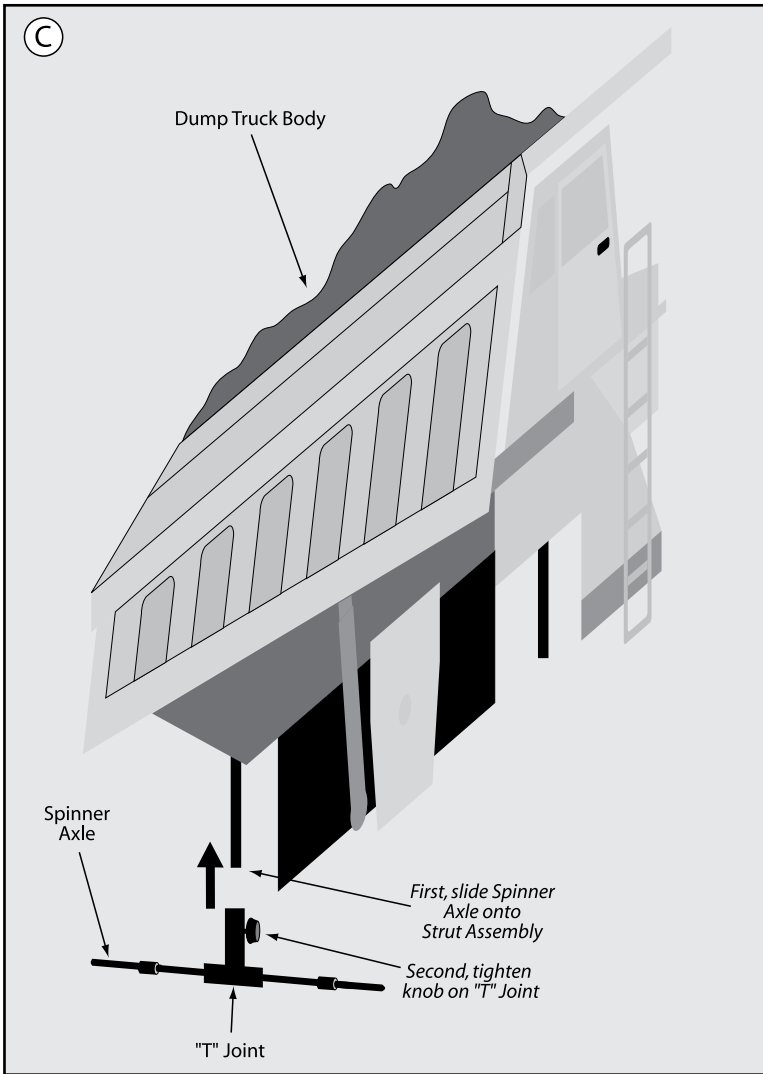 C
Dump Truck Body
Spinner
Axle
First, slide Spinner
Axle onto
Strut Assembly
Second, tighten
knob on "T" Joint
"T" Joint